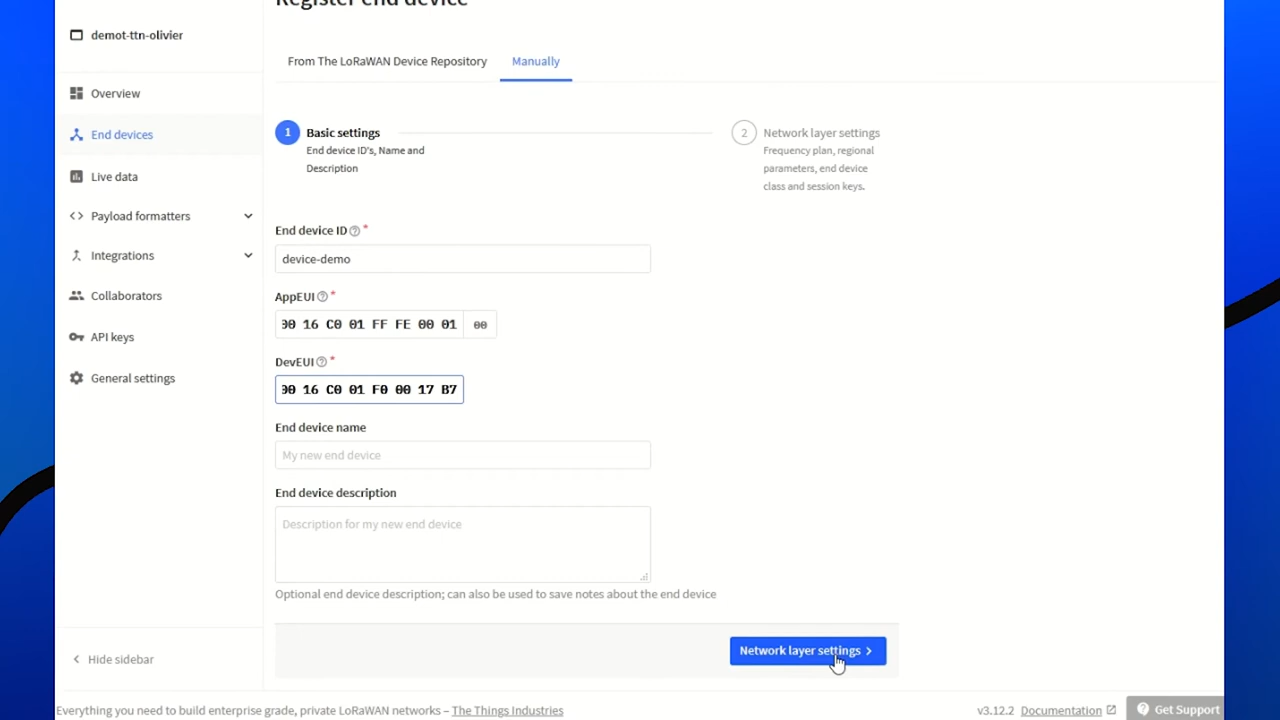 Register end device
demot-ttn-olivier
From The LoRaWAN Device Repository
Manually
Overview
End devices
Live data
Payload formatters
Integrations
Collaborators
API keys
General settings
Hide sidebar
1
Basic settings
End device ID's, Name and
Description
2
Network layer settings
Frequency plan, regional
parameters, end device
class and session keys.
End device ID *
device-demo
AppEUI *
00 16 C0 01 FF FE 00 01
00
DevEUI *
00 16 C0 01 F0 00 17 B7
End device name
My new end device
End device description
Description for my new end device
Optional end device description; can also be used to save notes about the end device
Network layer settings
Everything you need to build enterprise grade, private LoRaWAN networks – The Things Industries
v3.12.2
Documentation
Get Support